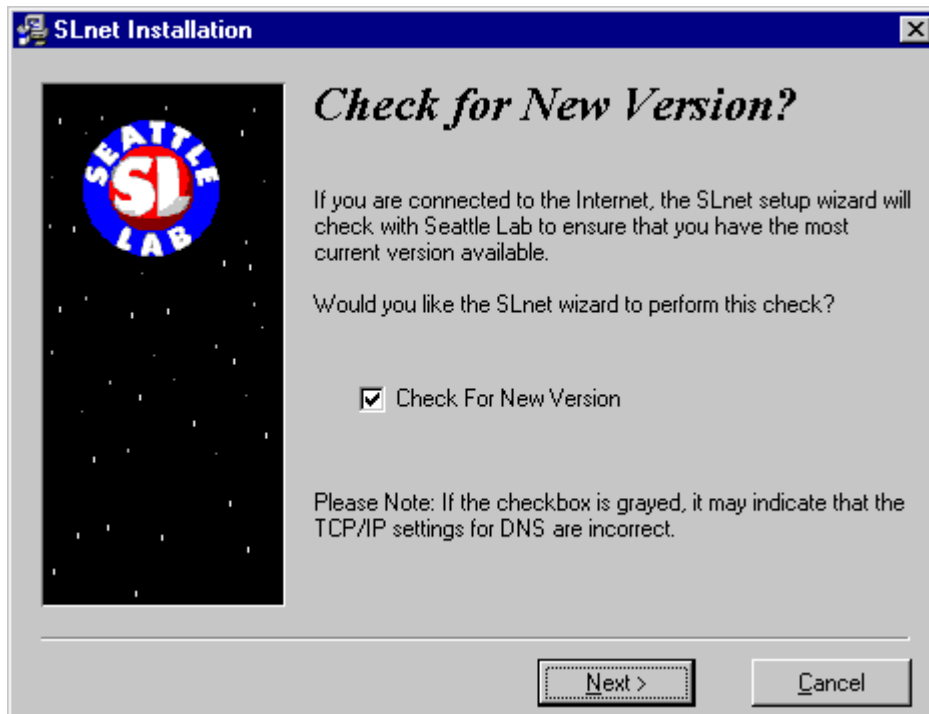 SLnet Installation
SEATTLE
SL
LAB
Check for New Version?
If you are connected to the Internet, the SLnet setup wizard will
check with Seattle Lab to ensure that you have the most
current version available.
Would you like the SLnet wizard to perform this check?
Check For New Version
Please Note: If the checkbox is grayed, it may indicate that the
TCP/IP settings for DNS are incorrect.
Next >
Cancel